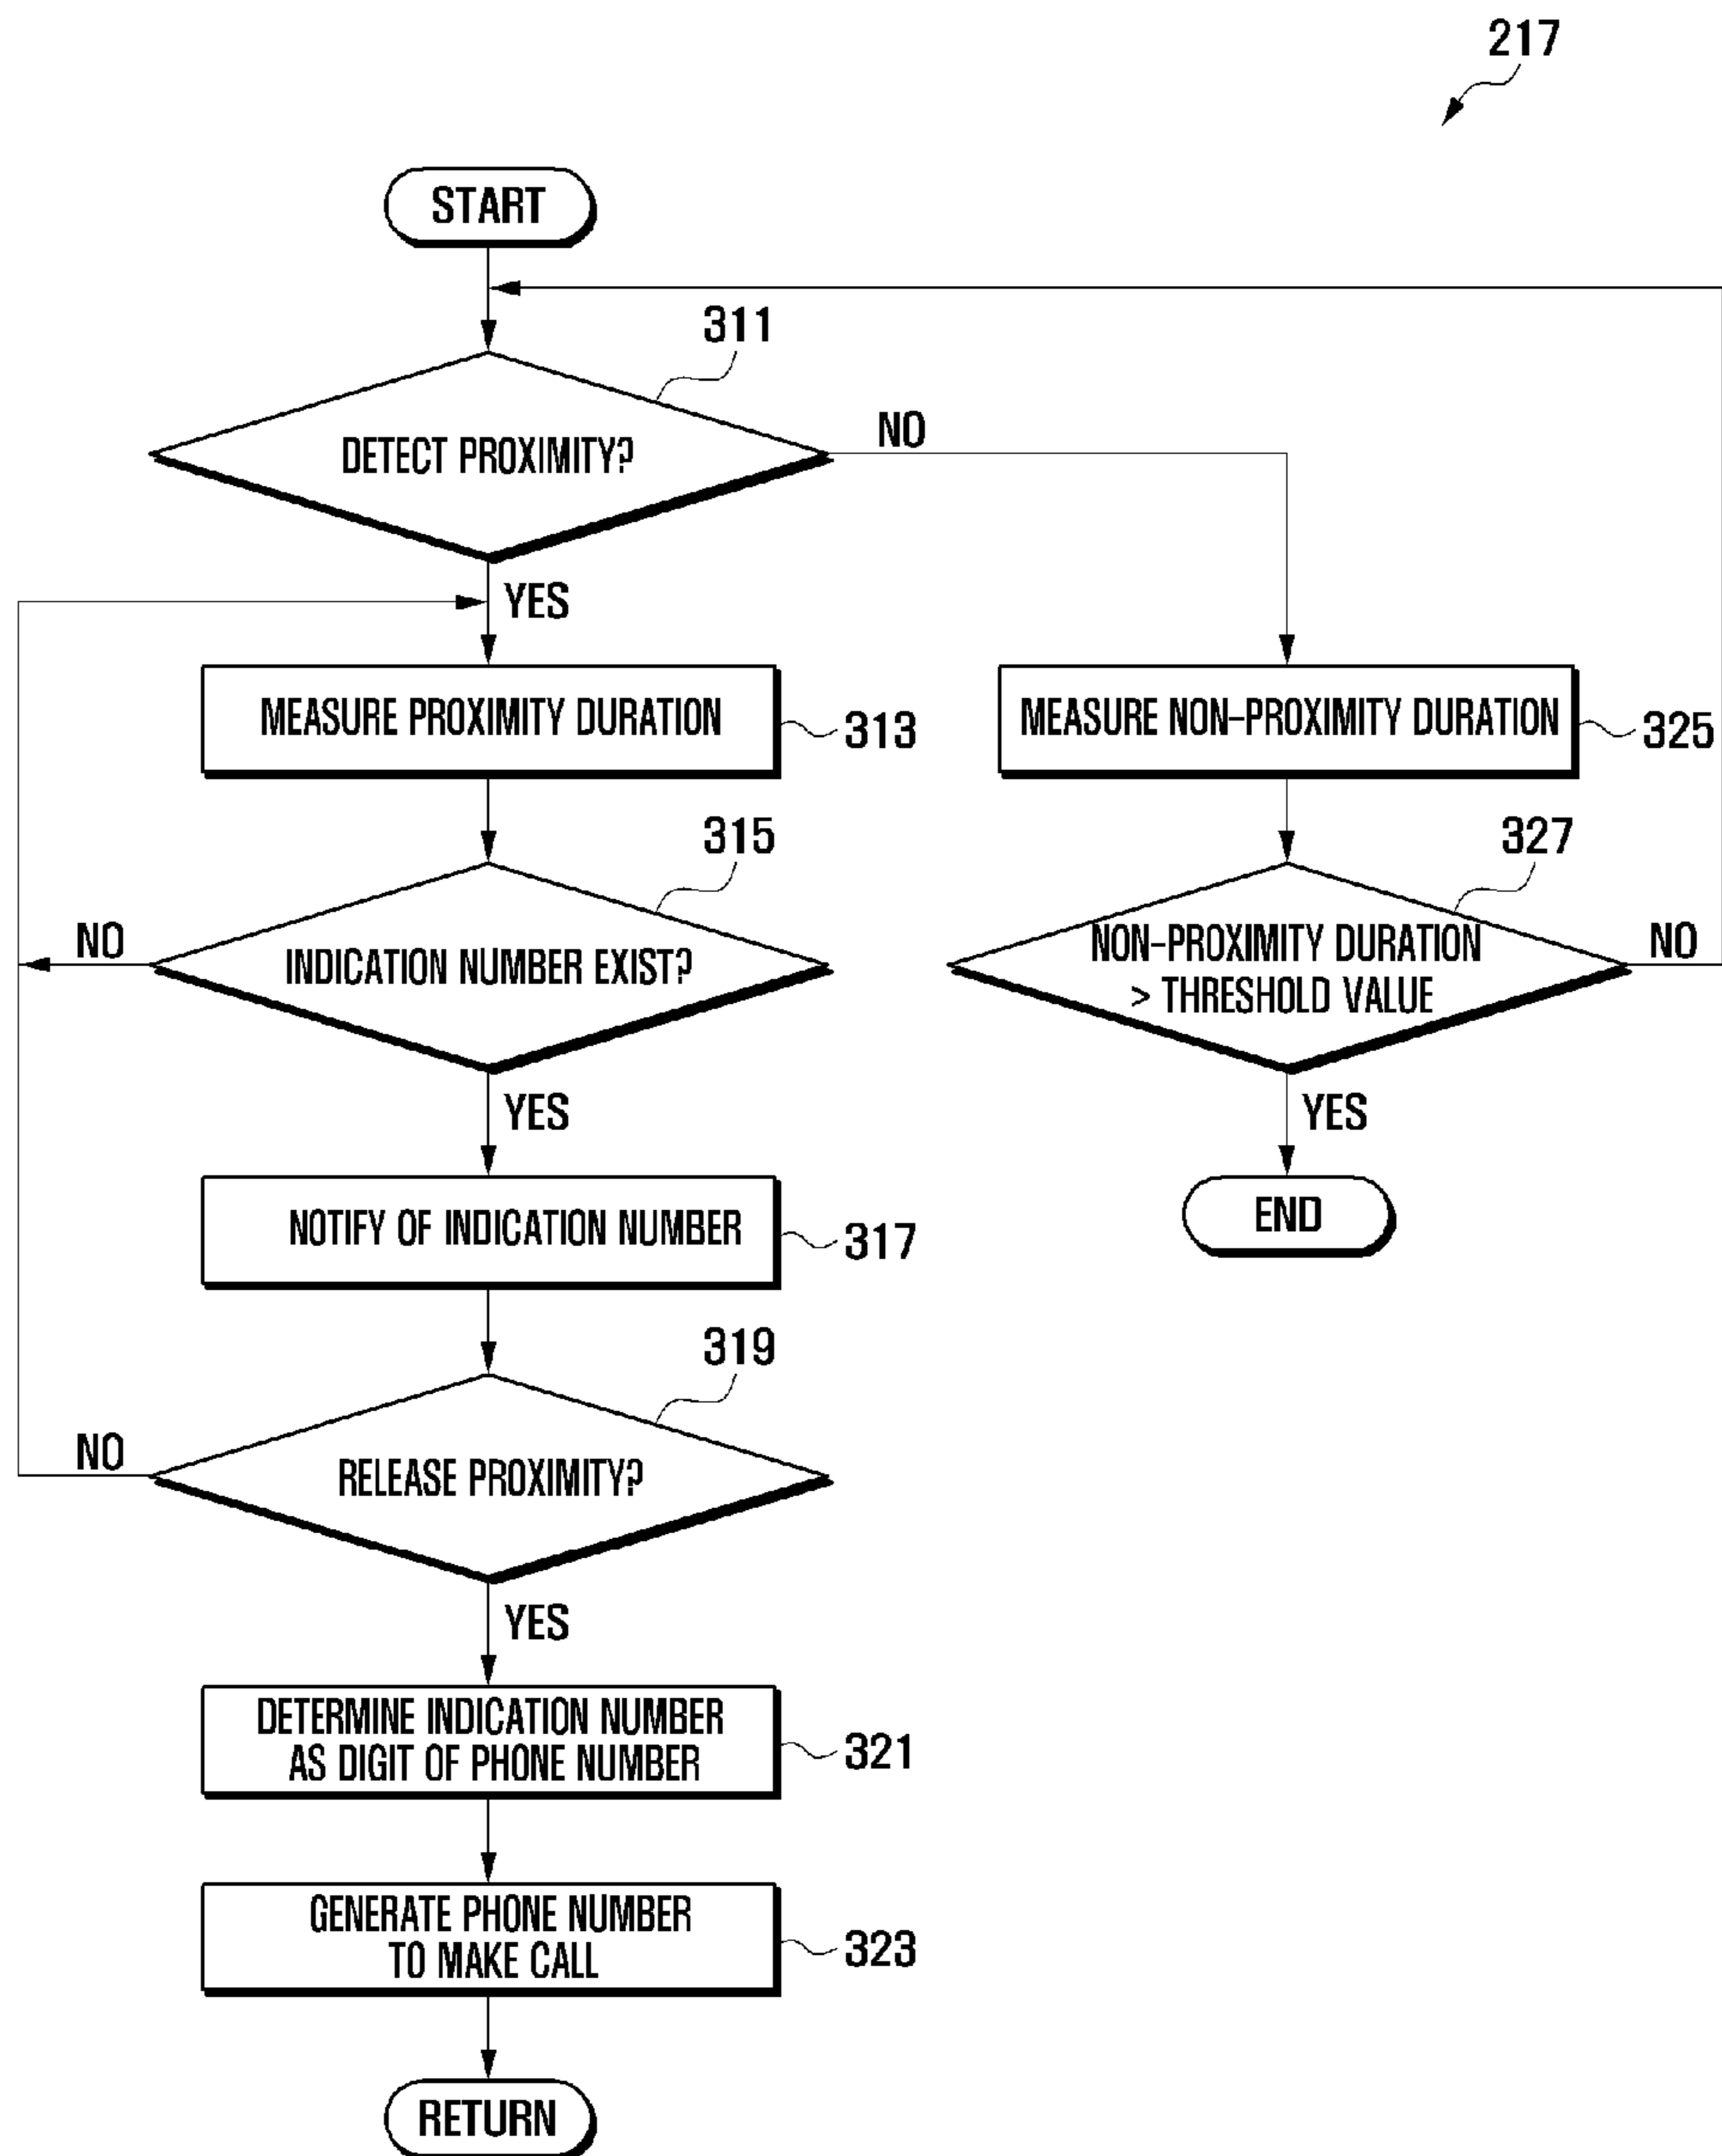 217
START
311
DETECT PROXIMITY?
NO
YES
MEASURE PROXIMITY DURATION
313
MEASURE NON-PROXIMITY DURATION
325
315
327
NO
INDICATION NUMBER EXIST?
NON-PROXIMITY DURATION
> THRESHOLD VALUE
NO
YES
YES
NOTIFY OF INDICATION NUMBER
317
END
319
NO
RELEASE PROXIMITY?
YES
DETERMINE INDICATION NUMBER
AS DIGIT OF PHONE NUMBER
321
GENERATE PHONE NUMBER
TO MAKE CALL
323
RETURN